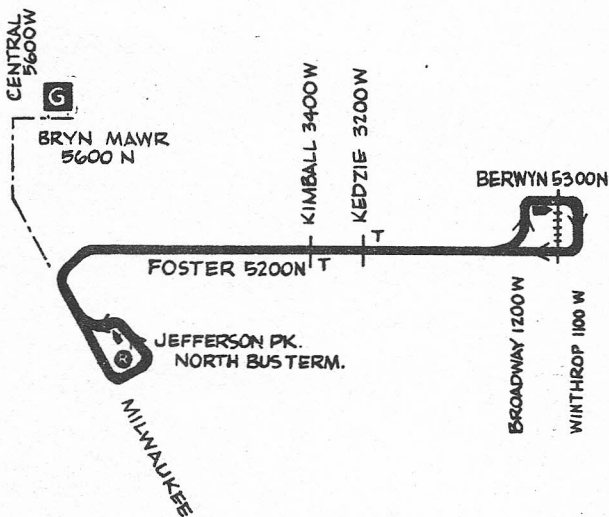 CENTRAL
5600W
G
BRYN MAWR
5600 N
KIMBALL 3400W
KEDZIE 3200W
BERWYN 5300N
T
FOSTER 5200N
T
JEFFERSON PK.
NORTH BUS TERM.
R
BROADWAY 1200W
WINTHROP 1100W
MILWAUKEE